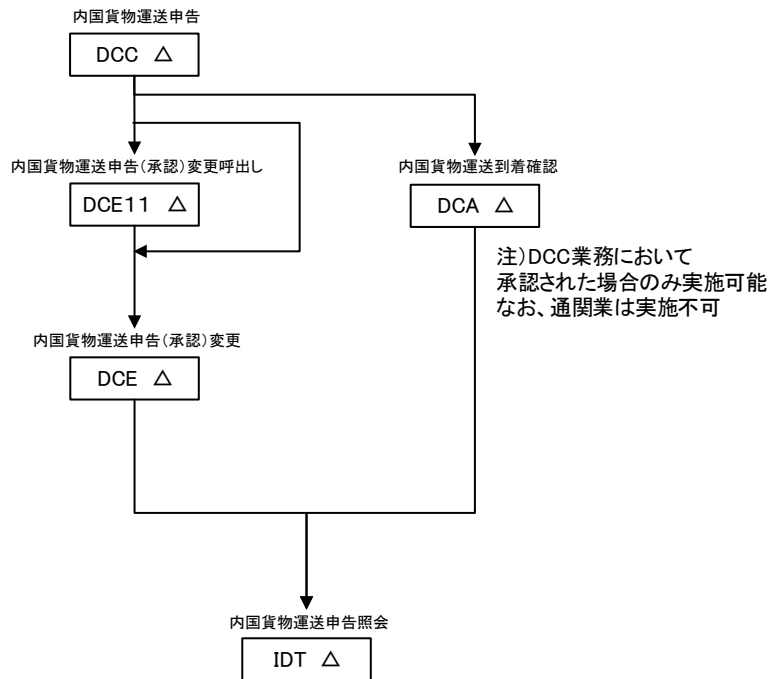 内国貨物運送申告
DCC △
内国貨物運送申告(承認)変更呼出し
DCE11 △
内国貨物運送到着確認
DCA △
注)DCC業務において
承認された場合のみ実施可能
なお、通関業は実施不可
内国貨物運送申告(承認)変更
DCE △
内国貨物運送申告照会
IDT △